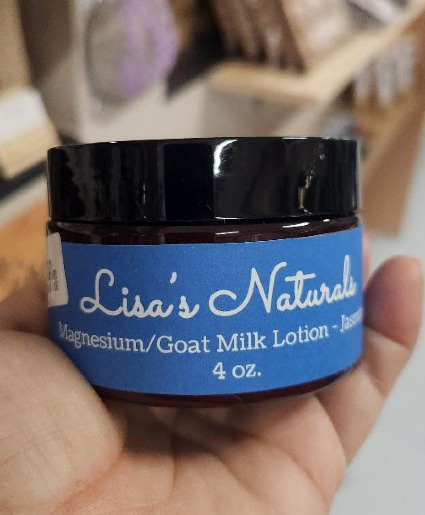 Lisa's Naturals
Magnesium/Goat Milk Lotion - Jasm
4 oz.